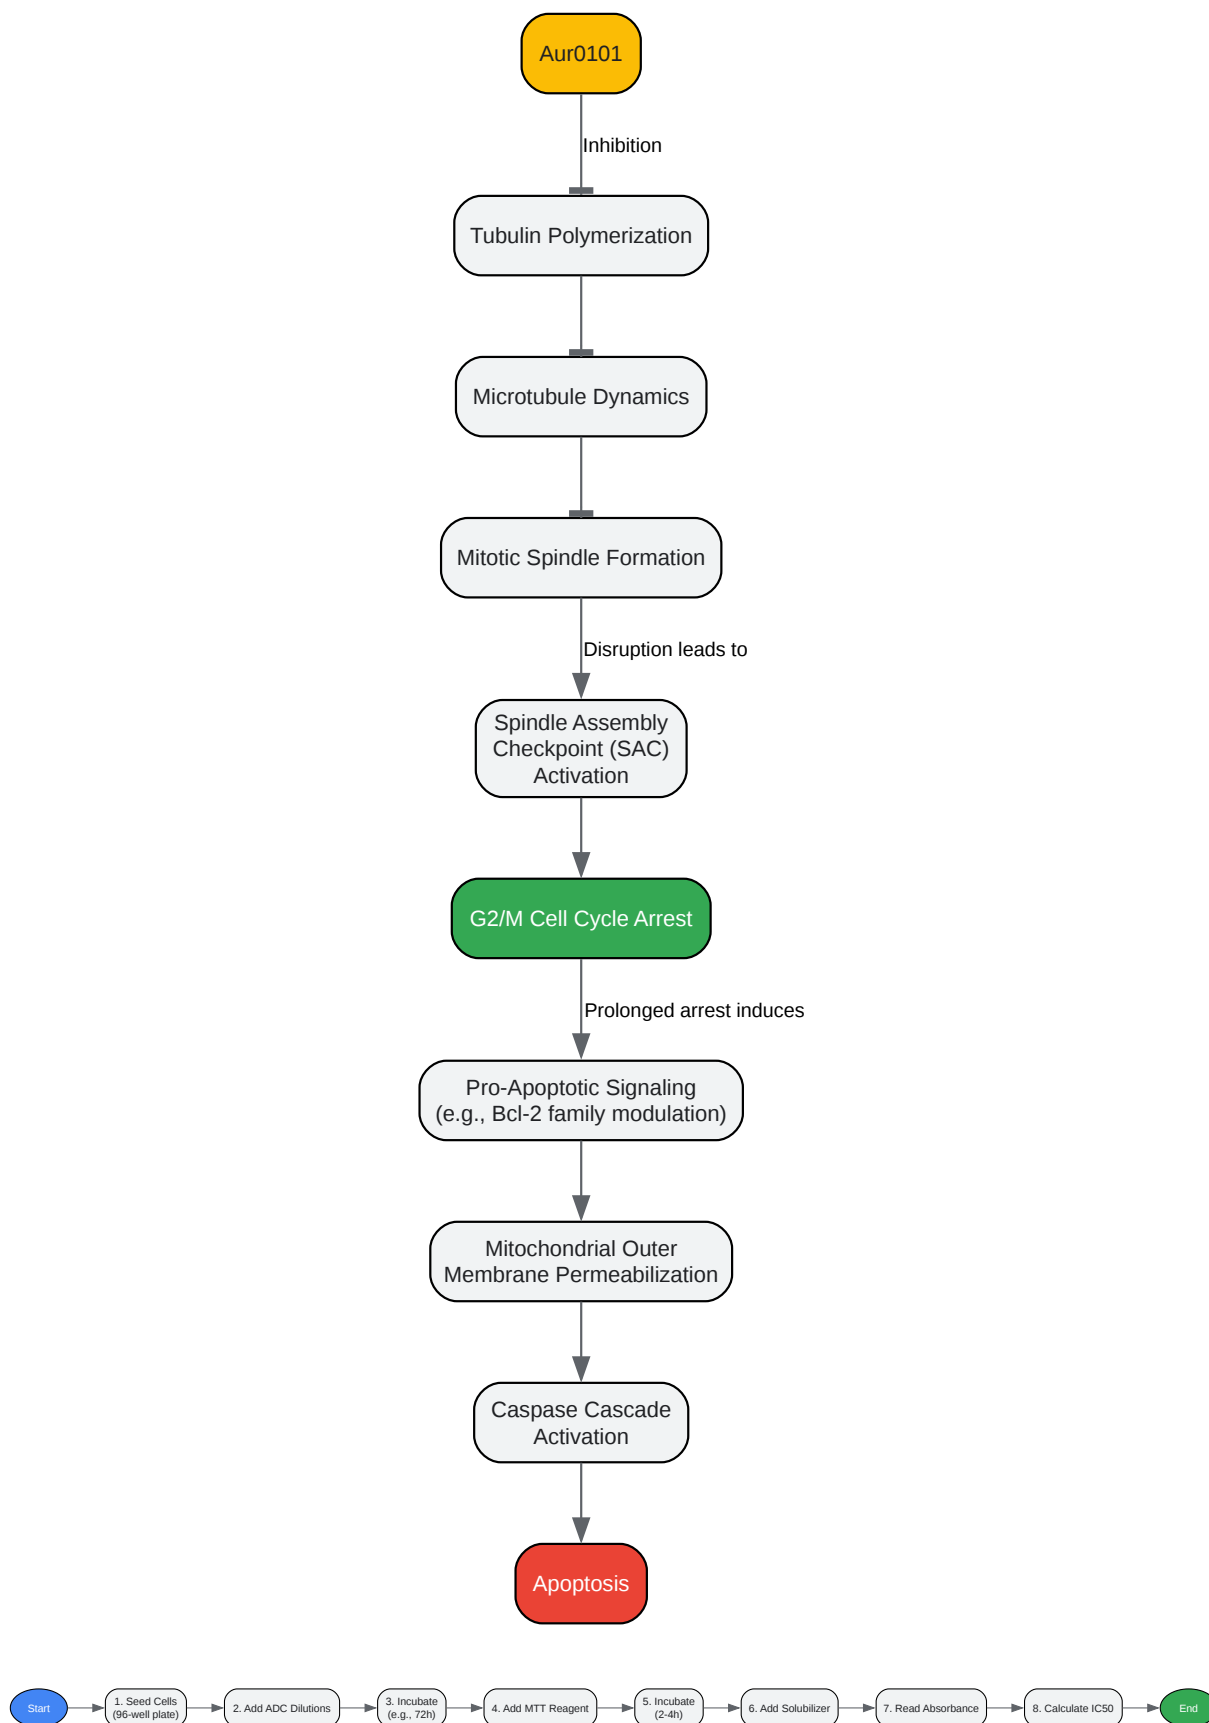 Aur0101
Inhibition
Tubulin Polymerization
Microtubule Dynamics
Mitotic Spindle Formation
Disruption leads to
Spindle Assembly
Checkpoint (SAC)
Activation
G2/M Cell Cycle Arrest
Prolonged arrest induces
Pro-Apoptotic Signaling
(e.g., Bcl-2 family modulation)
Mitochondrial Outer
Membrane Permeabilization
Caspase Cascade
Activation
Apoptosis
Start
1. Seed Cells
(96-well plate)
2. Add ADC Dilutions
3. Incubate
(e.g., 72h)
4. Add MTT Reagent
5. Incubate
(2-4h)
6. Add Solubilizer
7. Read Absorbance
8. Calculate IC50
End